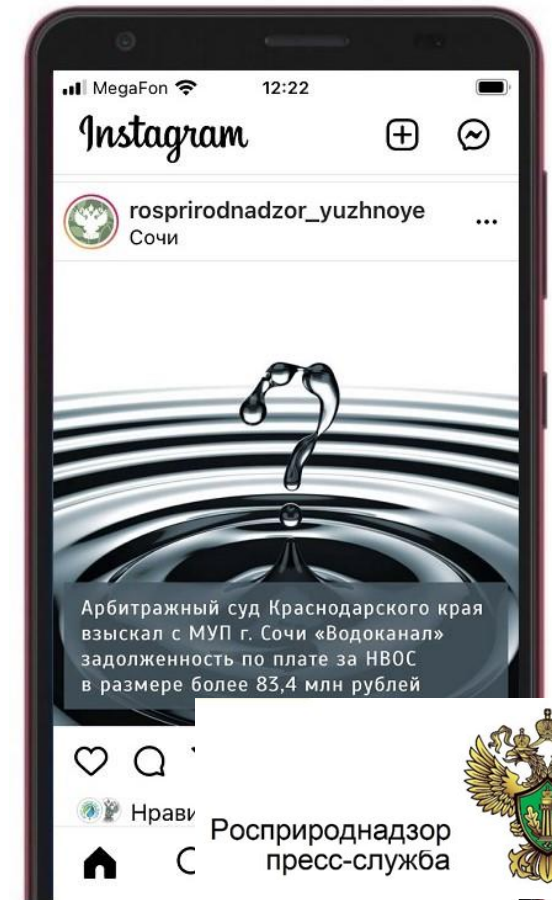 MegaFon
12:22
Instagram
rosprirodnadzor_yuzhnoye
Сочи
Арбитражный суд Краснодарского края
взыскал с МУП г. Сочи «Водоканал»
задолженность по плате за НВОС
в размере более 83,4 млн рублей
Нрави
Росприроднадзор
пресс-служба